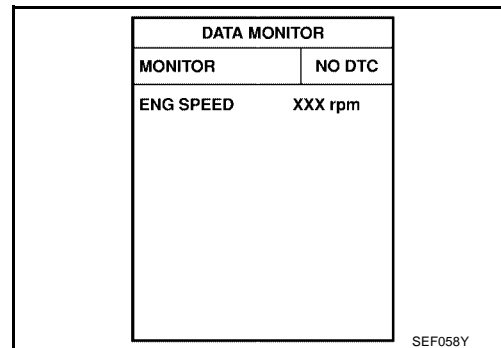 DATA MONITOR
MONITOR NO DTC
ENG SPEED XXX rpm
SEF058Y